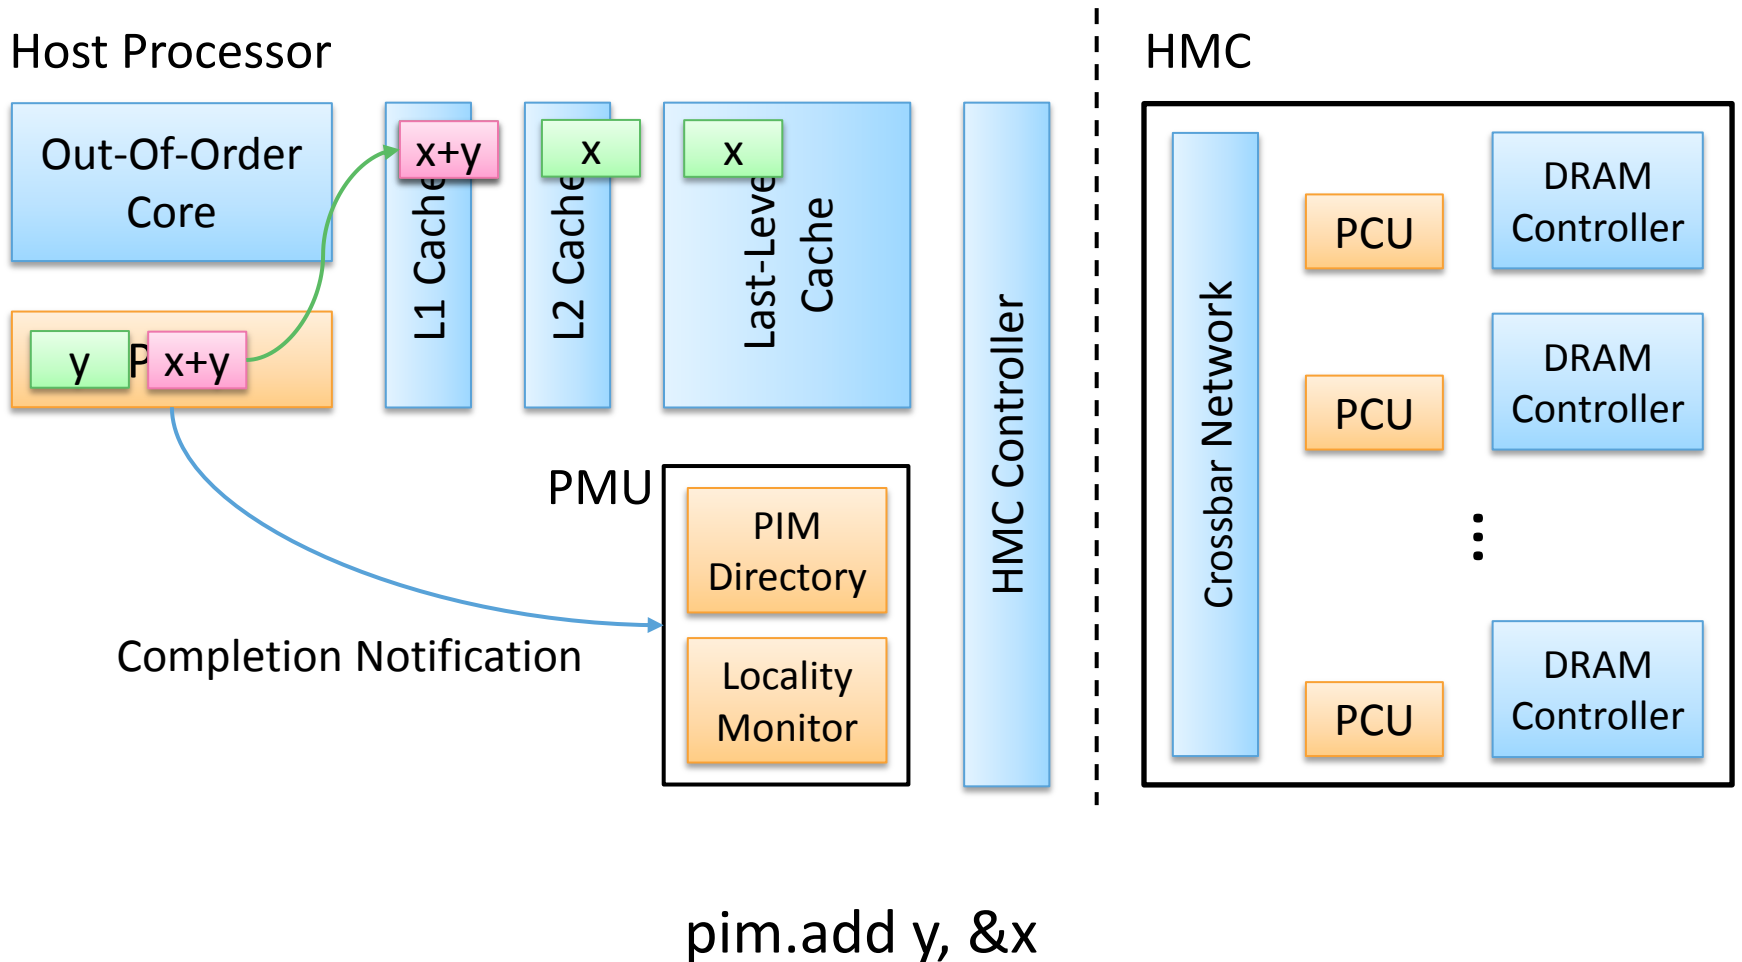 Host Processor
HMC
Out-Of-Order
Core
x+y
x
x
L1 Cache
L2 Cache
Last-Level
Cache
y
P
x+y
HMC Controller
PMU
PIM
Directory
Locality
Monitor
Completion Notification
Crossbar Network
PCU
DRAM
Controller
PCU
DRAM
Controller
...
PCU
DRAM
Controller
pim.add y, &x